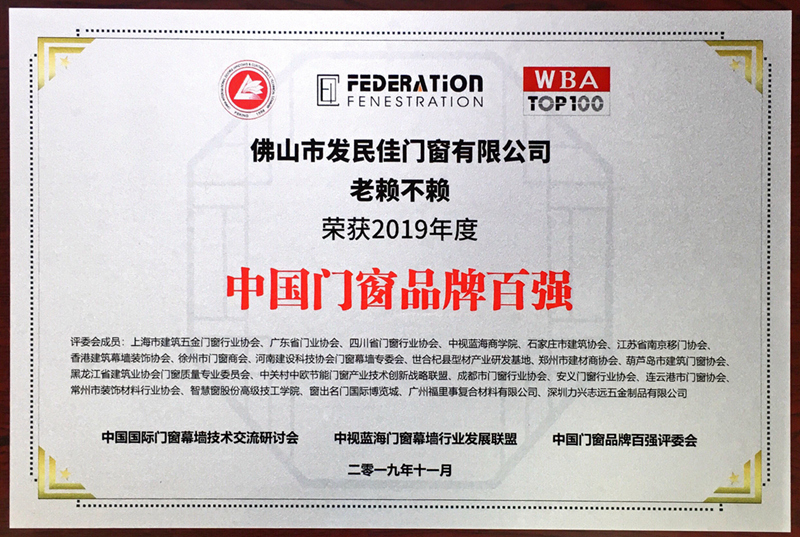 FEDERATION
FENESTRATION
WBA
TOP100
佛山市发民佳门窗有限公司
老赖不赖
荣获2019年度
中国门窗品牌百强
评委会成员：上海市建筑五金门窗行业协会、广东省门业协会、四川省门窗行业协会、中视蓝海商学院、石家庄市建筑协会、江苏省南京移门协会、
香港建筑幕墙装饰协会、徐州市门窗商会、河南建设科技协会门窗幕墙专委会、世合杞县型材产业研发基地、郑州市建材商协会、葫芦岛市建筑门窗协会、
黑龙江省建筑业协会门窗质量专业委员会、中关村中欧节能门窗产业技术创新战略联盟、成都市门窗行业协会、安义门窗行业协会、连云港市门窗协会、
常州市装饰材料行业协会、智慧窗股份高级技工学院、窗出名门国际博览城、广州福里事复合材料有限公司、深圳力兴志远五金制品有限公司
中国国际门窗幕墙技术交流研讨会 中视蓝海门窗幕墙行业发展联盟 中国门窗品牌百强评委会
二零一九年十一月